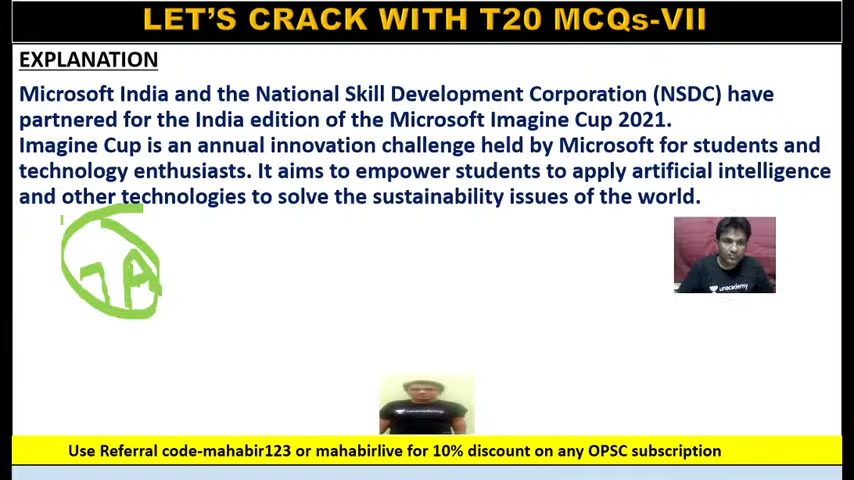 LET'S CRACK WITH T20 MCQs-VII
EXPLANATION
Microsoft India and the National Skill Development Corporation (NSDC) have
partnered for the India edition of the Microsoft Imagine Cup 2021.
Imagine Cup is an annual innovation challenge held by Microsoft for students and
technology enthusiasts. It aims to empower students to apply artificial intelligence
and other technologies to solve the sustainability issues of the world.
7A
unacademy
unacademy
Use Referral code-mahabir123 or mahabirlive for 10% discount on any OPSC subscription